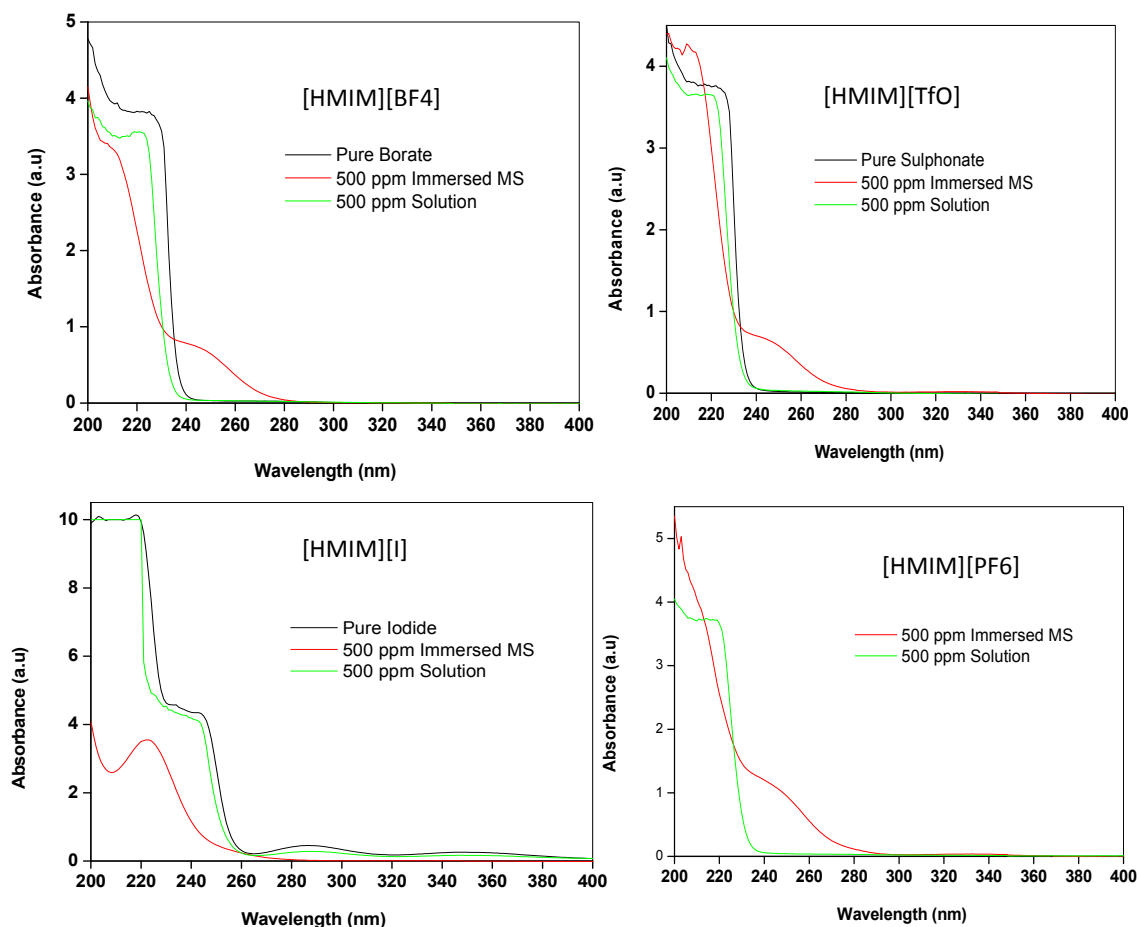 5
4
3
2
1
0
Absorbance (a.u)
[HMIM][BF4]
Pure Borate
500 ppm Immersed MS
500 ppm Solution
200 220 240 260 280 300 320 340 360 380 400
Wavelength (nm)
4
3
2
1
0
Absorbance (a.u)
[HMIM][TfO]
Pure Sulphonate
500 ppm Immersed MS
500 ppm Solution
200 220 240 260 280 300 320 340 360 380 400
Wavelength (nm)
10
8
6
4
2
0
Absorbance (a.u)
[HMIM][I]
Pure Iodide
500 ppm Immersed MS
500 ppm Solution
200 220 240 260 280 300 320 340 360 380 400
Wavelength (nm)
5
4
3
2
1
0
Absorbance (a.u)
[HMIM][PF6]
500 ppm Immersed MS
500 ppm Solution
200 220 240 260 280 300 320 340 360 380 400
Wavelength (nm)